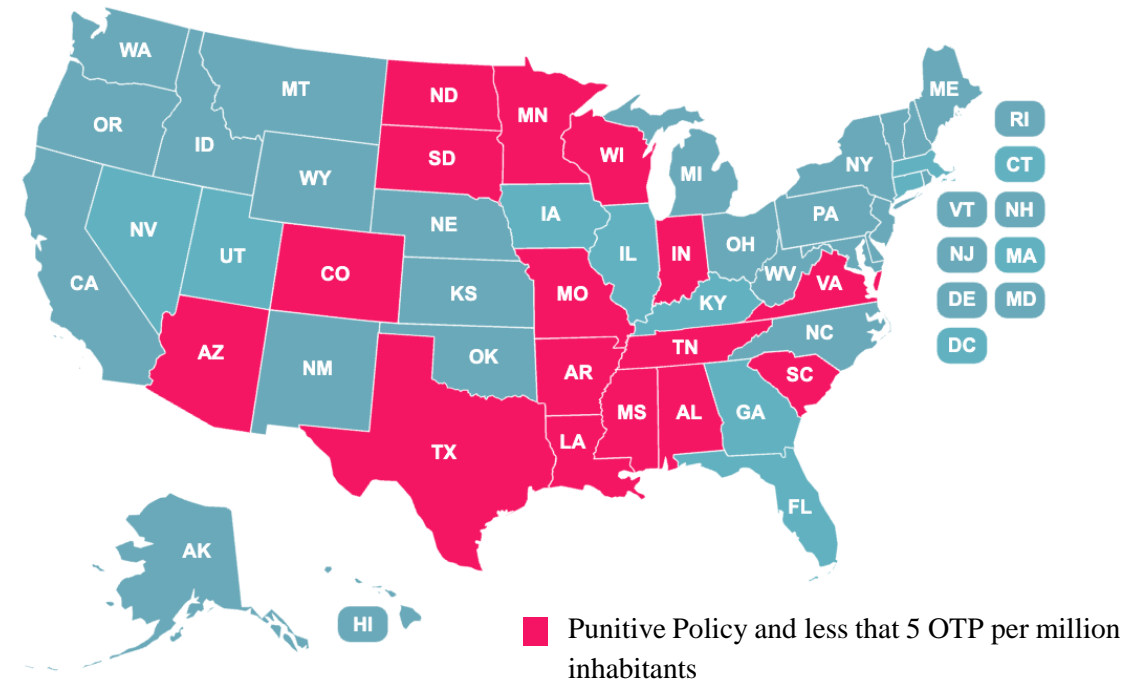 WA
MT
ND
MN
ME
OR
ID
SD
WI
MI
NY
RI
WY
CT
NE
IA
PA
VT
NH
NV
UT
CO
IL
IN
OH
WV
NJ
MA
CA
KS
MO
KY
VA
DE
MD
AZ
NM
OK
AR
TN
NC
DC
SC
TX
LA
MS
AL
GA
FL
AK
HI
Punitive Policy and less that 5 OTP per million
inhabitants